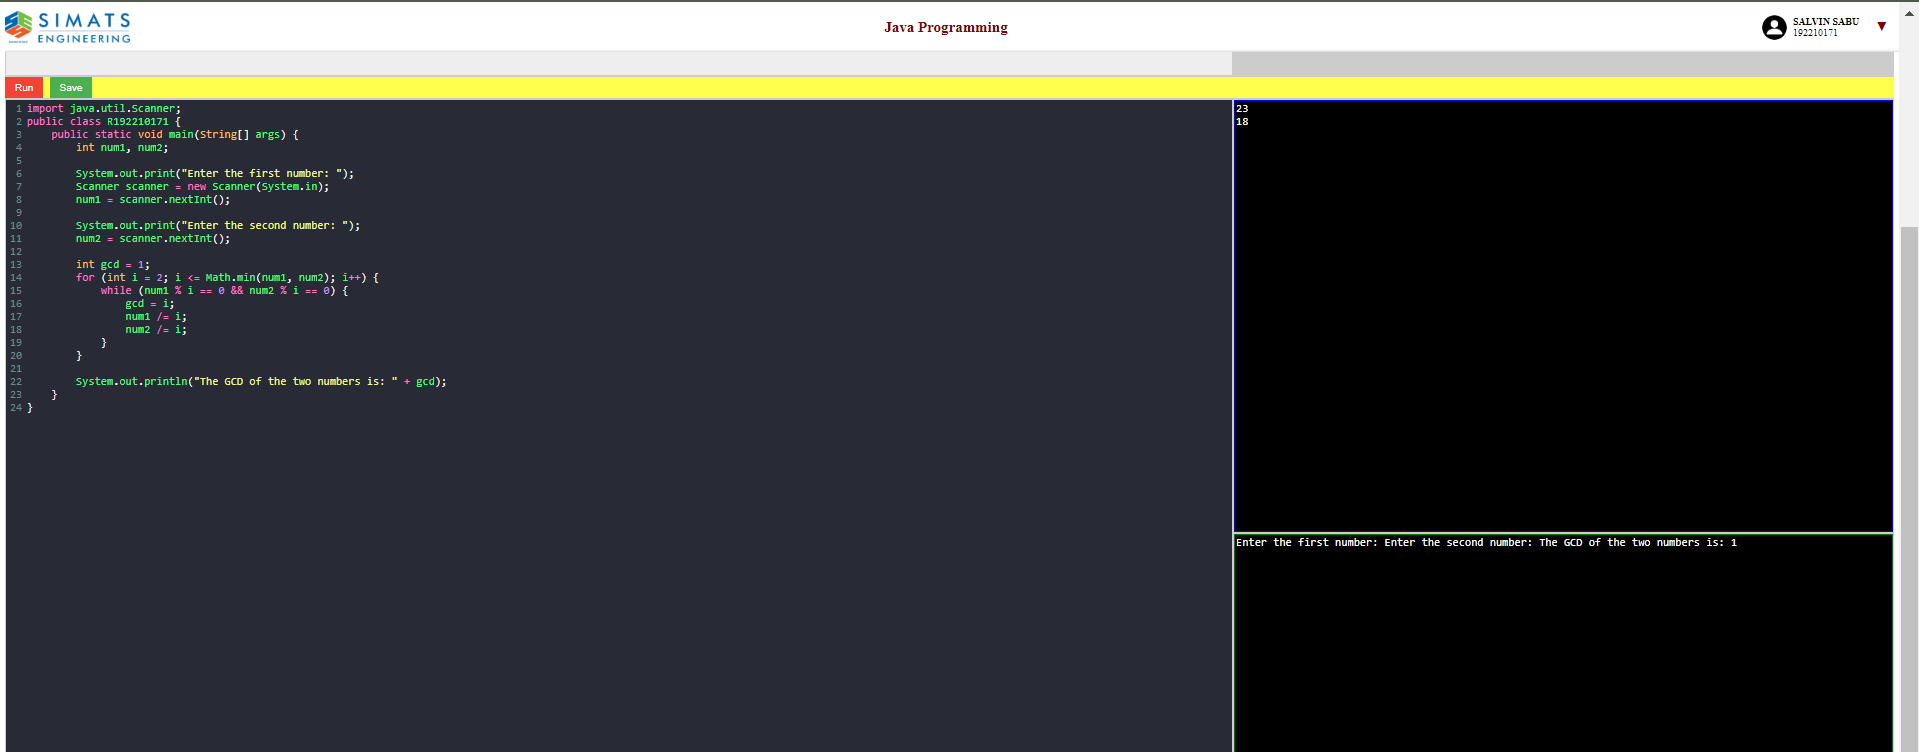 SIMATS
ENGINEERING
Java Programming
SALVIN SABU
192210171
Run
Save
1 import java.util.Scanner;
2 public class R192210171 {
3     public static void main(String[] args) {
4         int num1, num2;
5
6         System.out.print("Enter the first number: ");
7         Scanner scanner = new Scanner(System.in);
8         num1 = scanner.nextInt();
9
10         System.out.print("Enter the second number: ");
11         num2 = scanner.nextInt();
12
13         int gcd = 1;
14         for (int i = 2; i <= Math.min(num1, num2); i++) {
15             while (num1 % i == 0 && num2 % i == 0) {
16                 gcd = i;
17                 num1 /= i;
18                 num2 /= i;
19             }
20         }
21
22         System.out.println("The GCD of the two numbers is: " + gcd);
23     }
24 }
23
18
Enter the first number: Enter the second number: The GCD of the two numbers is: 1